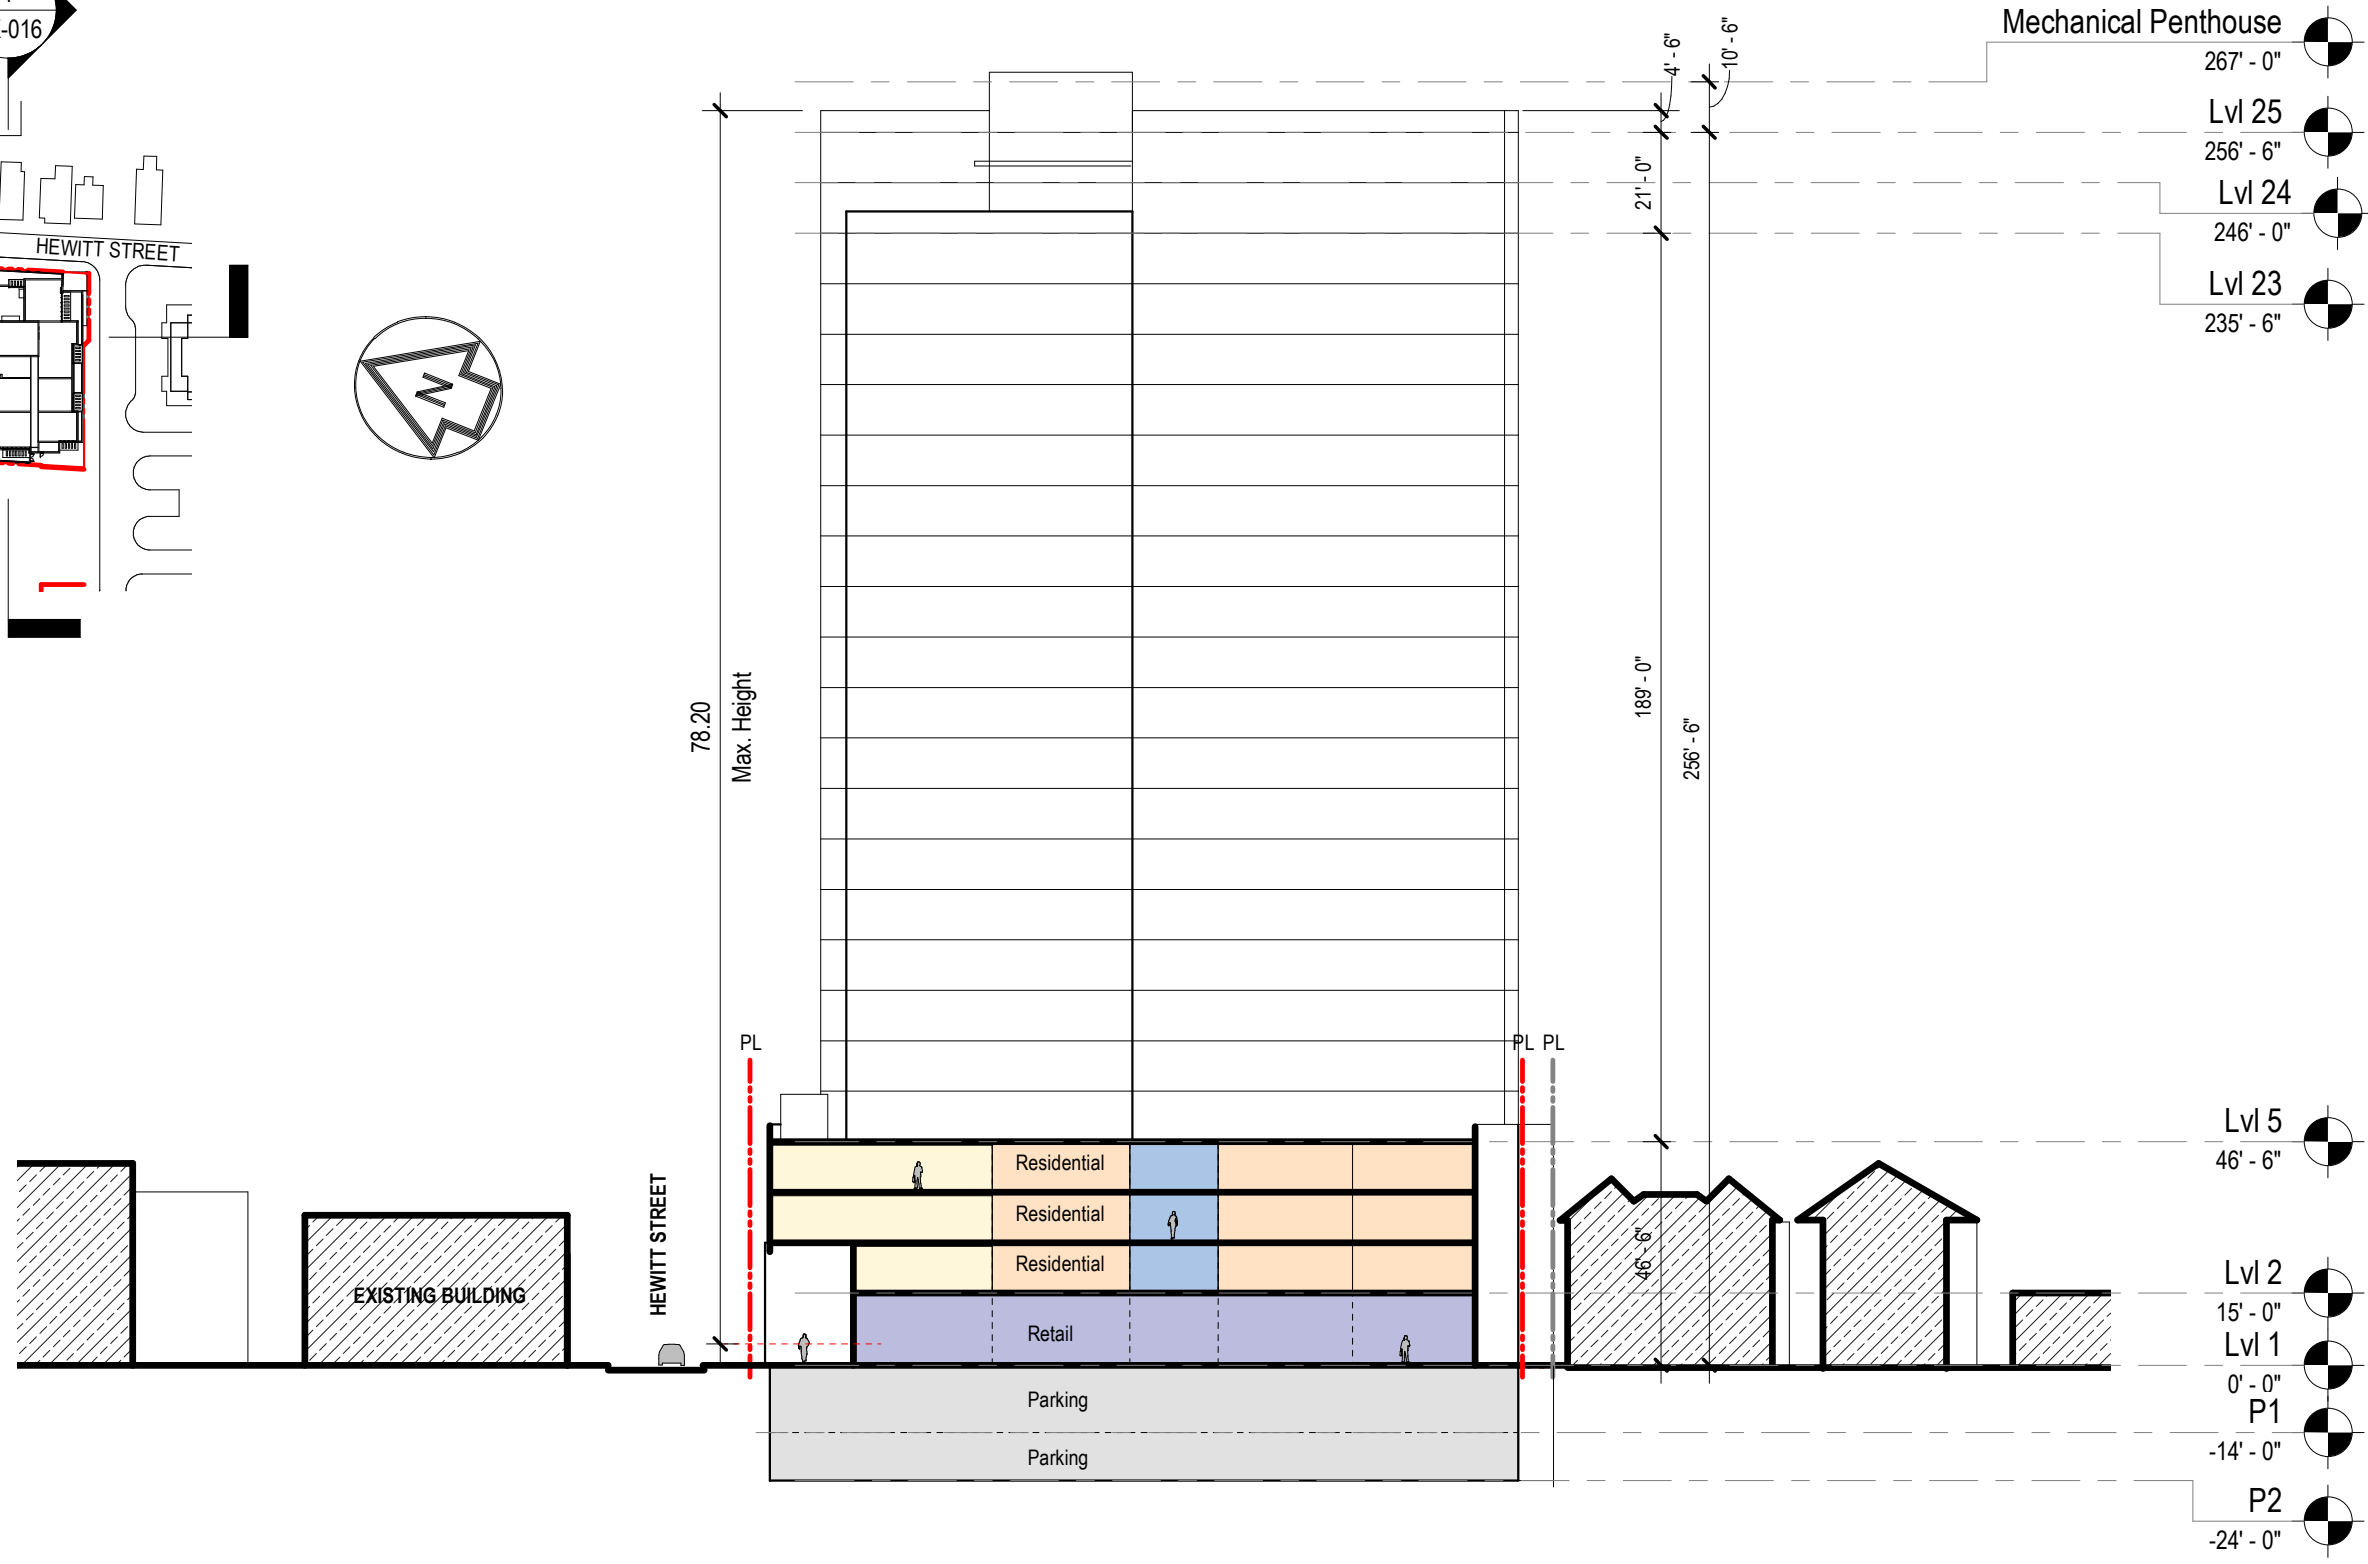 -016
HEWITT STREET
N
Mechanical Penthouse
267' - 0"
Lvl 25
256' - 6"
Lvl 24
246' - 0"
Lvl 23
235' - 6"
4' - 6"
10' - 6"
21' - 0"
189' - 0"
256' - 6"
78.20
Max. Height
PL
PL
PL
Lvl 5
46' - 6"
Residential
Residential
Residential
Retail
Parking
Parking
HEWITT STREET
EXISTING BUILDING
46' - 6"
Lvl 2
15' - 0"
Lvl 1
0' - 0"
P1
-14' - 0"
P2
-24' - 0"